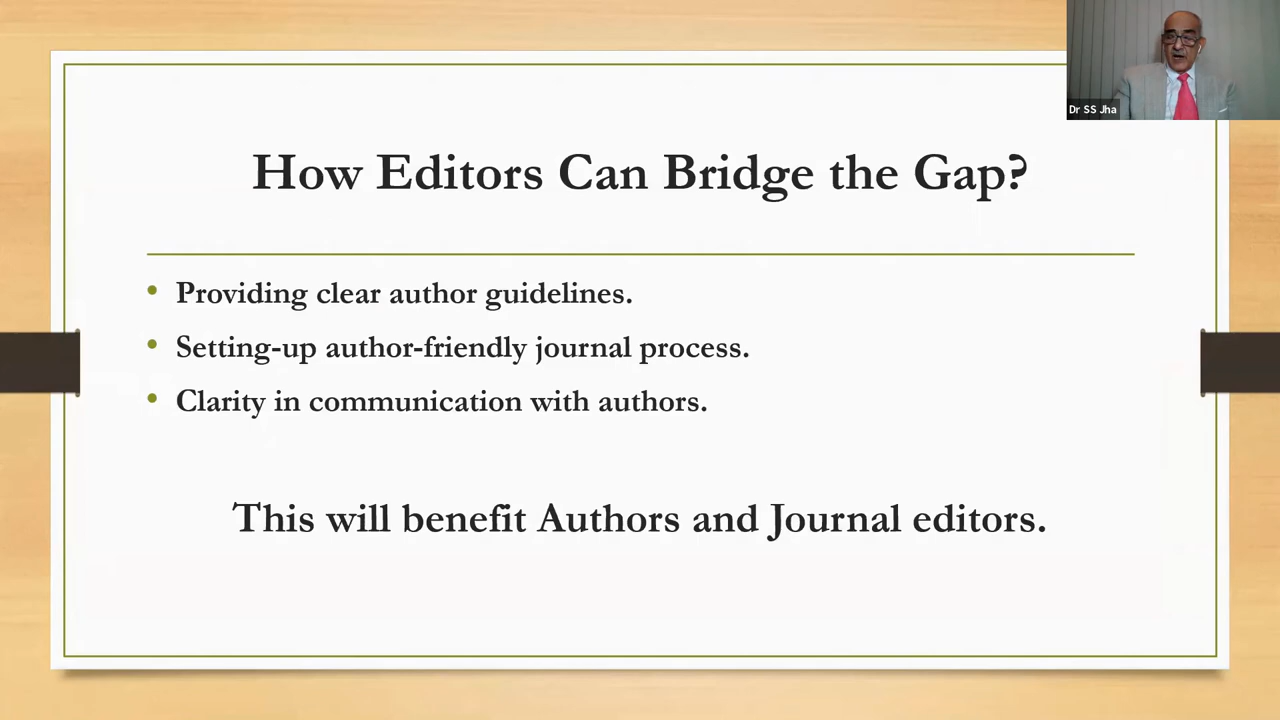 Dr SS Jha
How Editors Can Bridge the Gap?
• Providing clear author guidelines.
• Setting-up author-friendly journal process.
• Clarity in communication with authors.
This will benefit Authors and Journal editors.